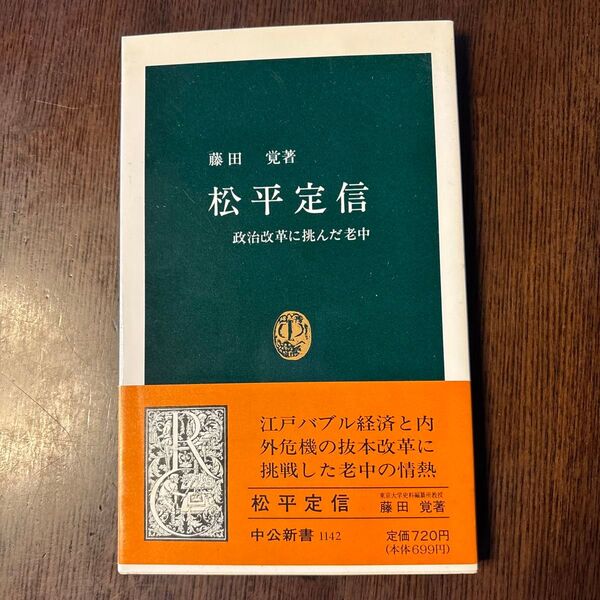 藤田 覚著
松平定信
政治改革に挑んだ老中
江戸バブル経済と内
外危機の抜本改革に
挑戦した老中の情熱
松平定信
東京大学史料編纂所教授
藤田 覚著
中公新書 1142
定価720円
(本体699円)